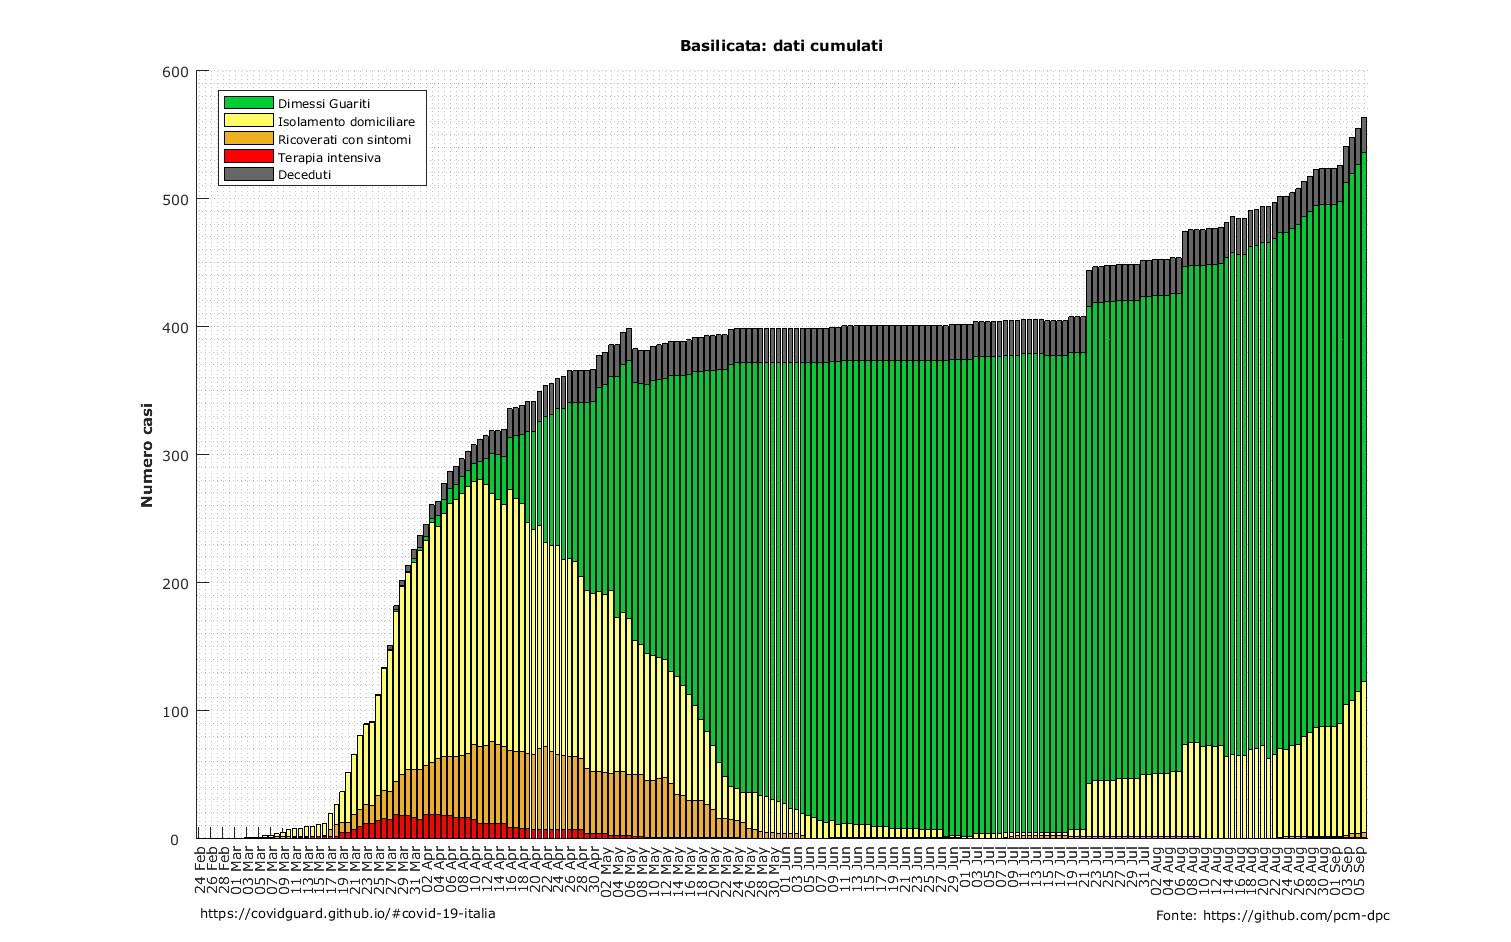 Basilicata: dati cumulati
Numero casi
600
500
400
300
200
100
0
Dimessi Guariti
Isolamento domiciliare
Ricoverati con sintomi
Terapia intensiva
Deceduti
24 Feb
26 Feb
28 Feb
01 Mar
03 Mar
05 Mar
07 Mar
09 Mar
11 Mar
13 Mar
15 Mar
17 Mar
19 Mar
21 Mar
23 Mar
25 Mar
27 Mar
29 Mar
31 Mar
02 Apr
04 Apr
06 Apr
08 Apr
10 Apr
12 Apr
14 Apr
16 Apr
18 Apr
20 Apr
22 Apr
24 Apr
26 Apr
28 Apr
30 Apr
02 May
04 May
06 May
08 May
10 May
12 May
14 May
16 May
18 May
20 May
22 May
24 May
26 May
28 May
30 May
01 Jun
03 Jun
05 Jun
07 Jun
09 Jun
11 Jun
13 Jun
15 Jun
17 Jun
19 Jun
21 Jun
23 Jun
25 Jun
27 Jun
29 Jun
01 Jul
03 Jul
05 Jul
07 Jul
09 Jul
11 Jul
13 Jul
15 Jul
17 Jul
19 Jul
21 Jul
23 Jul
25 Jul
27 Jul
29 Jul
31 Jul
02 Aug
04 Aug
06 Aug
08 Aug
10 Aug
12 Aug
14 Aug
16 Aug
18 Aug
20 Aug
22 Aug
24 Aug
26 Aug
28 Aug
30 Aug
01 Sep
03 Sep
05 Sep
https://covidguard.github.io/#covid-19-italia
Fonte: https://github.com/pcm-dpc